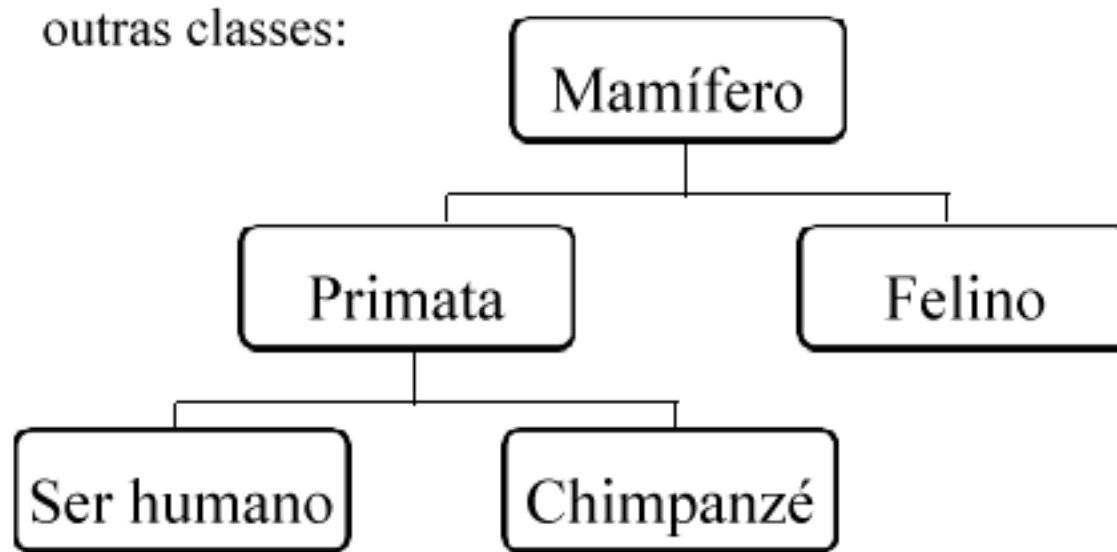 outras classes:
Mamífero
Primata
Felino
Ser humano
Chimpanzé